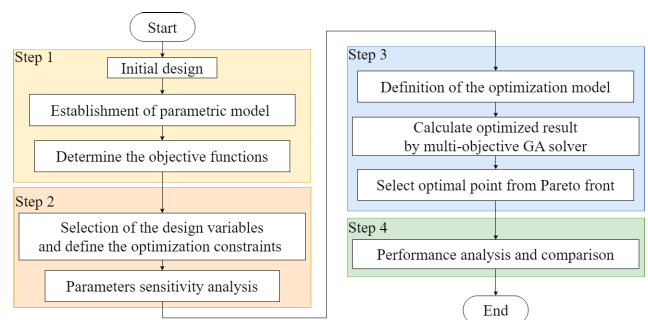 Start
Step 1
Initial design
Establishment of parametric model
Determine the objective functions
Step 2
Selection of the design variables
and define the optimization constraints
Parameters sensitivity analysis
Step 3
Definition of the optimization model
Calculate optimized result
by multi-objective GA solver
Select optimal point from Pareto front
Step 4
Performance analysis and comparison
End